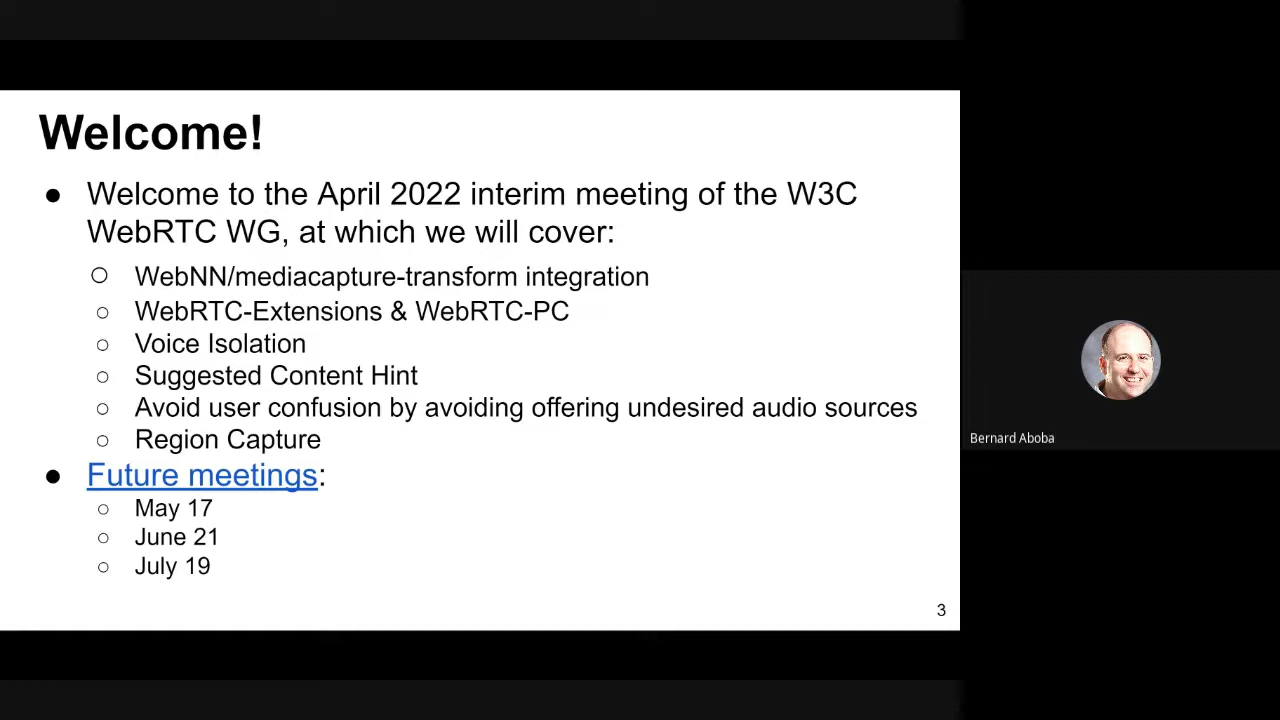 Welcome!
● Welcome to the April 2022 interim meeting of the W3C
WebRTC WG, at which we will cover:
○ WebNN/mediacapture-transform integration
○ WebRTC-Extensions & WebRTC-PC
○ Voice Isolation
○ Suggested Content Hint
○ Avoid user confusion by avoiding offering undesired audio sources
○ Region Capture
● Future meetings:
○ May 17
○ June 21
○ July 19
3
Bernard Aboba